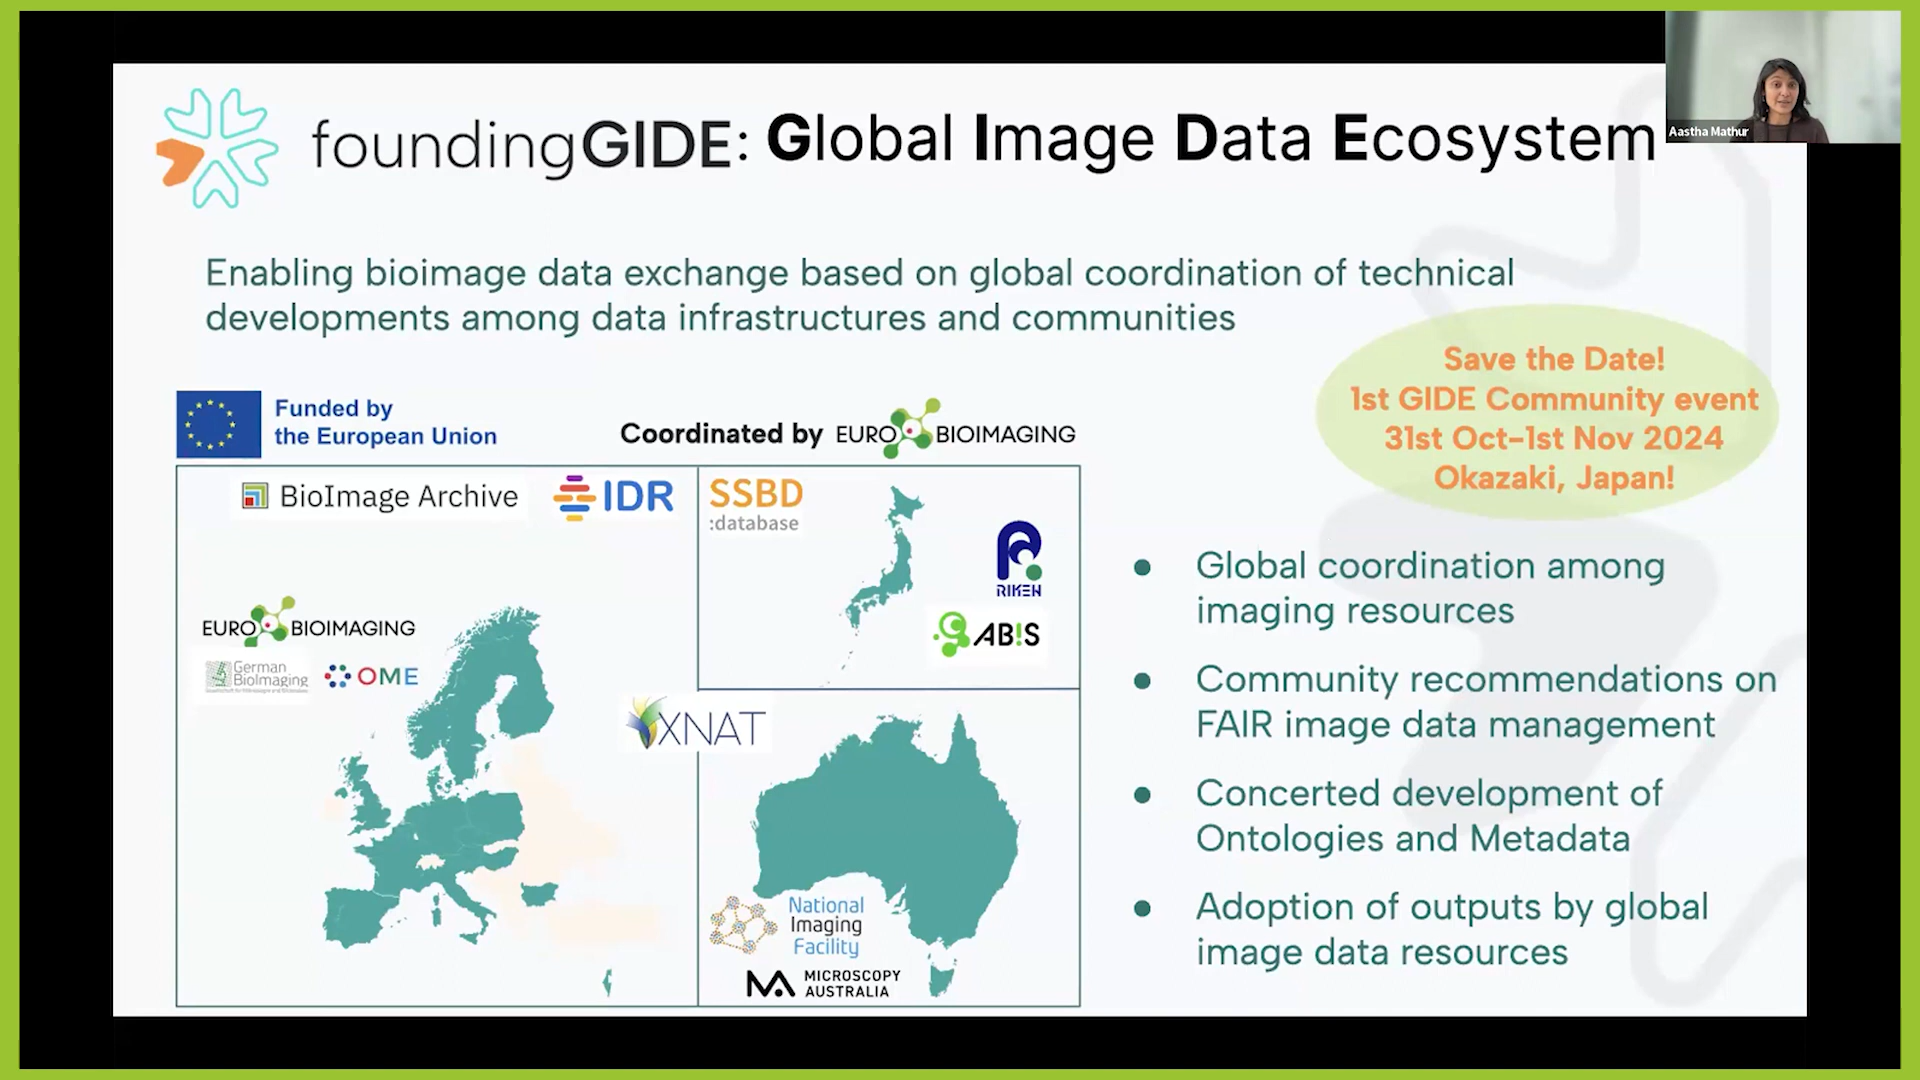 foundingGIDE: Global Image Data Ecosystem
Aastha Mathur
Enabling bioimage data exchange based on global coordination of technical
developments among data infrastructures and communities
Save the Date!
1st GIDE Community event
31st Oct-1st Nov 2024
Okazaki, Japan!
Funded by
the European Union
Coordinated by EURO BIOIMAGING
BioImage Archive
IDR
SSBD
:database
RIKEN
ABiS
EURO BIOIMAGING
German
BioImaging
OME
XNAT
National
Imaging
Facility
MICROSCOPY
AUSTRALIA
• Global coordination among
imaging resources
• Community recommendations on
FAIR image data management
• Concerted development of
Ontologies and Metadata
• Adoption of outputs by global
image data resources